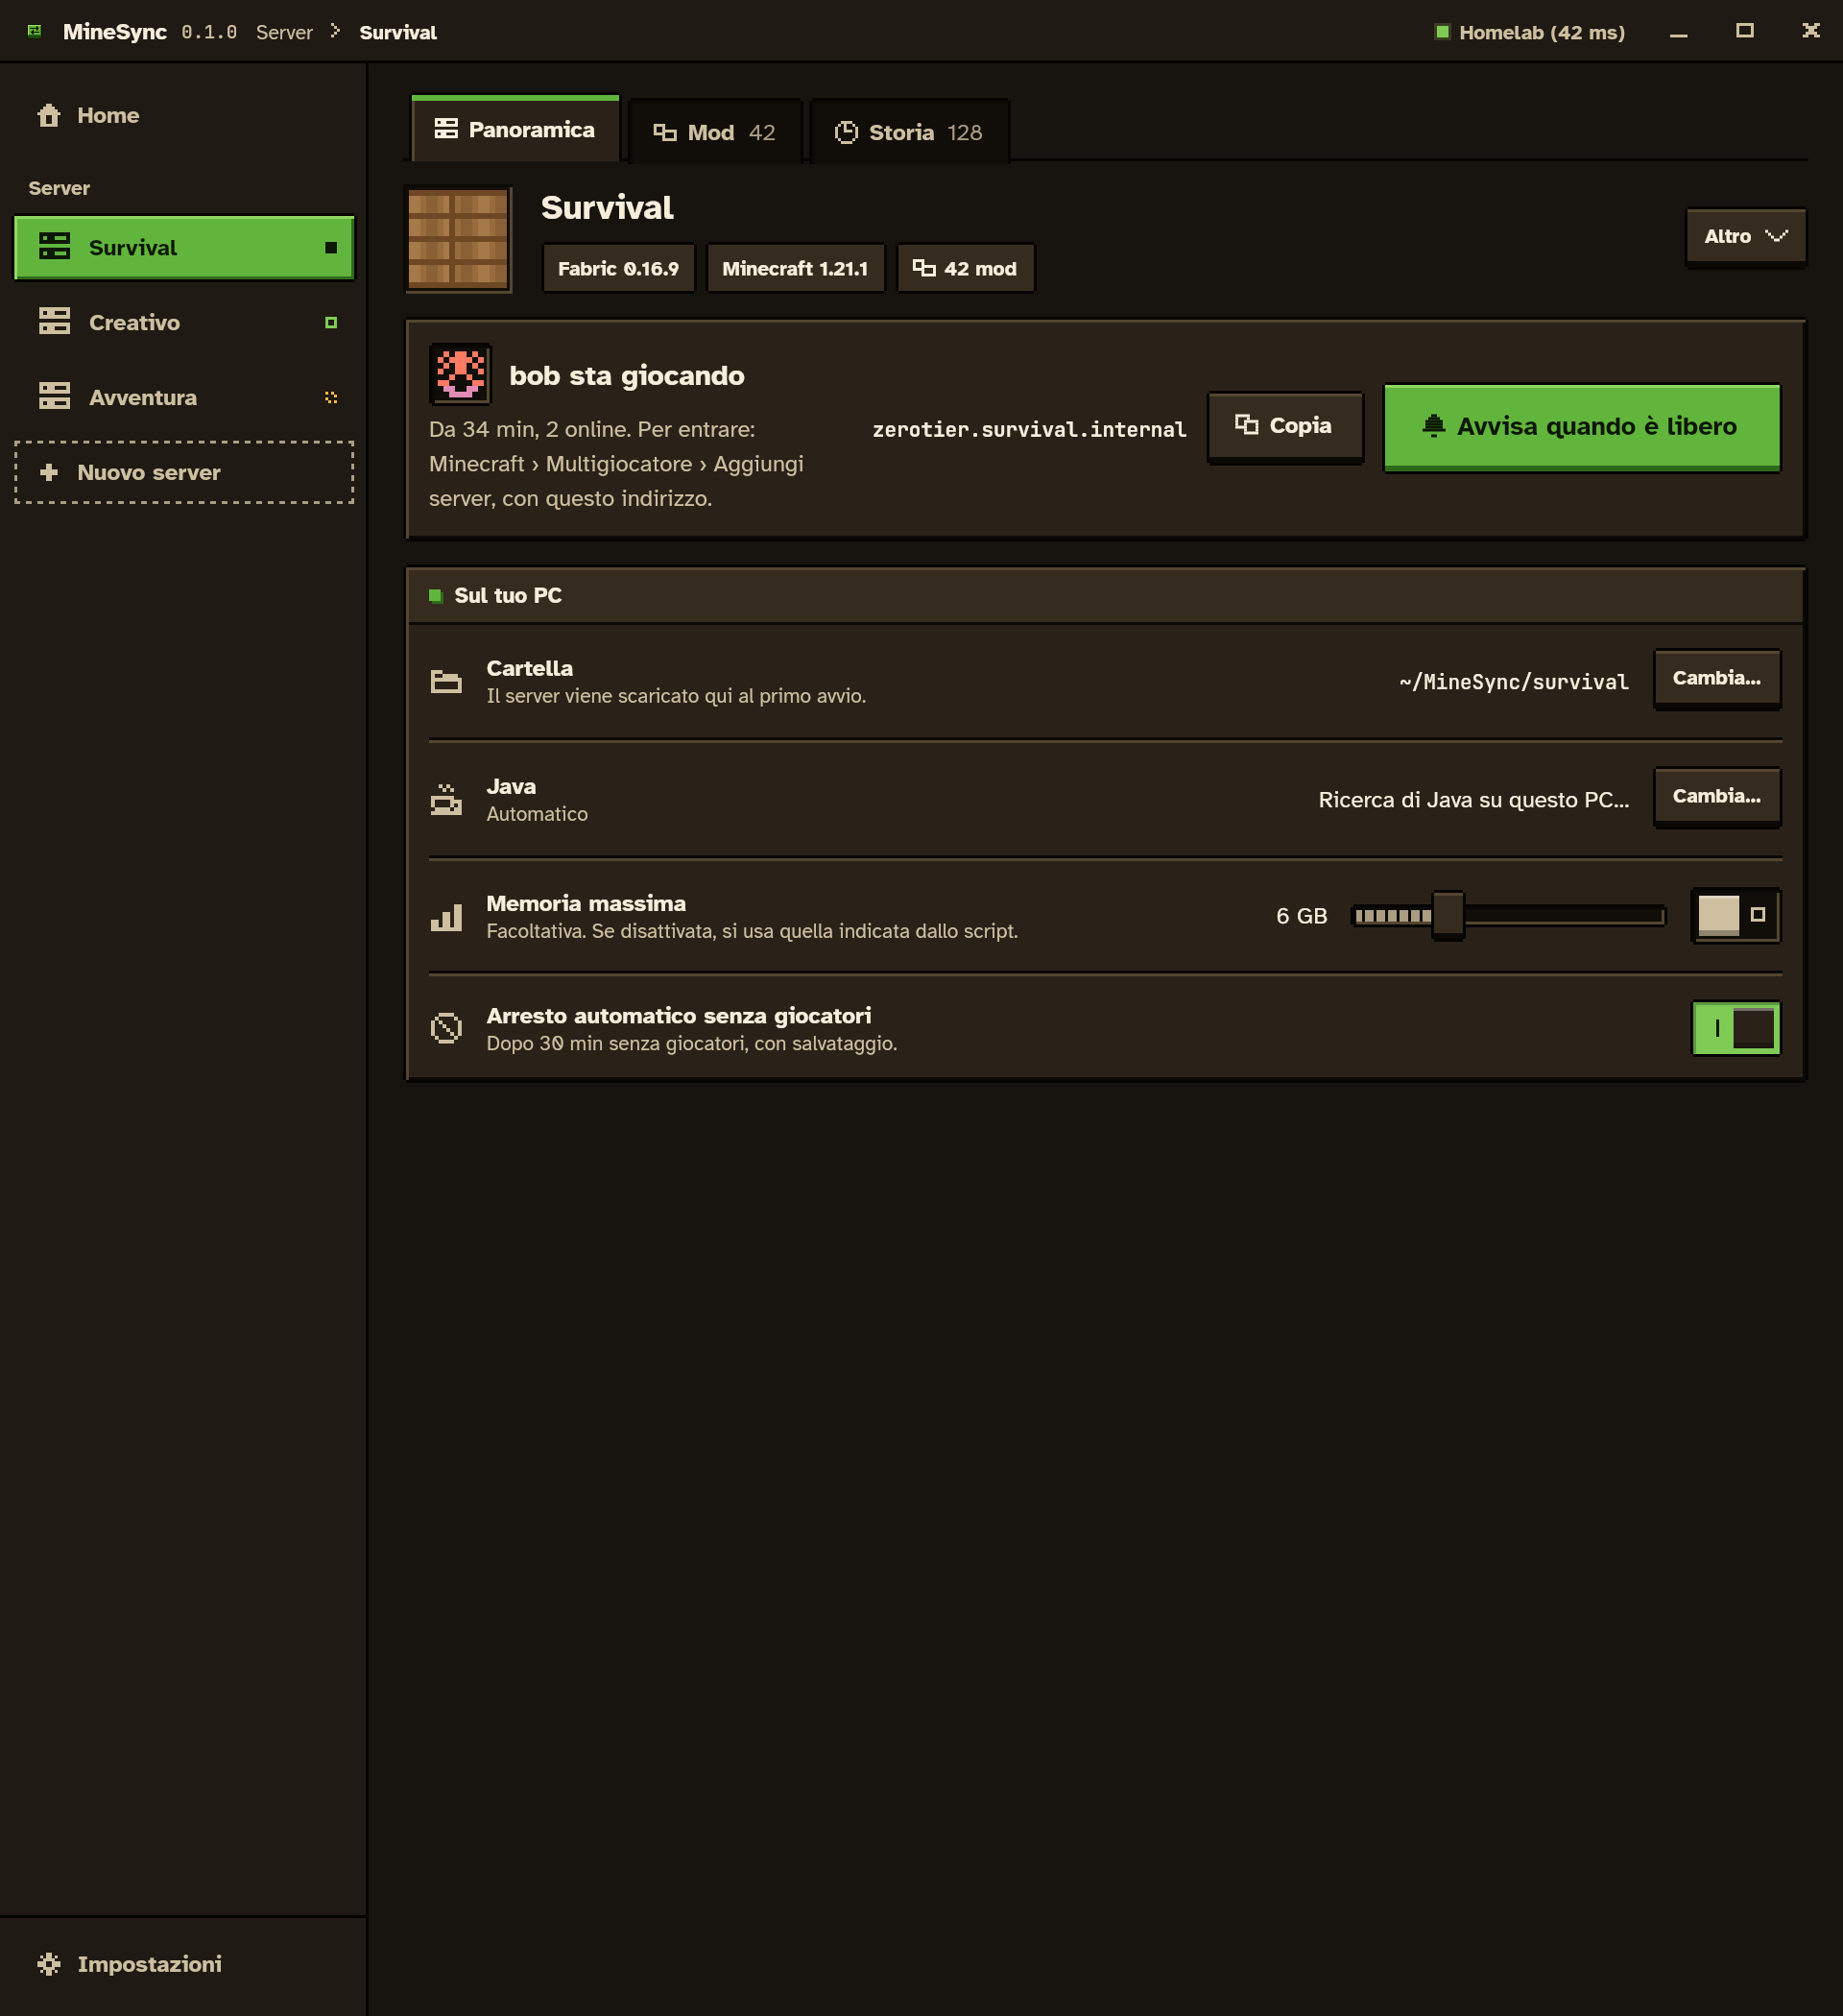 MineSync 0.1.0 Server › Survival
Homelab (42 ms)
Home
Server
Survival
Creativo
Avventura
Nuovo server
Impostazioni
Panoramica
Mod 42
Storia 128
Survival
Fabric 0.16.9
Minecraft 1.21.1
42 mod
Altro
bob sta giocando
Da 34 min, 2 online. Per entrare:
Minecraft › Multigiocatore › Aggiungi
server, con questo indirizzo.
zerotier.survival.internal
Copia
Avvisa quando è libero
Sul tuo PC
Cartella
Il server viene scaricato qui al primo avvio.
~/MineSync/survival
Cambia...
Java
Automatico
Ricerca di Java su questo PC...
Cambia...
Memoria massima
Facoltativa. Se disattivata, si usa quella indicata dallo script.
6 GB
Arresto automatico senza giocatori
Dopo 30 min senza giocatori, con salvataggio.